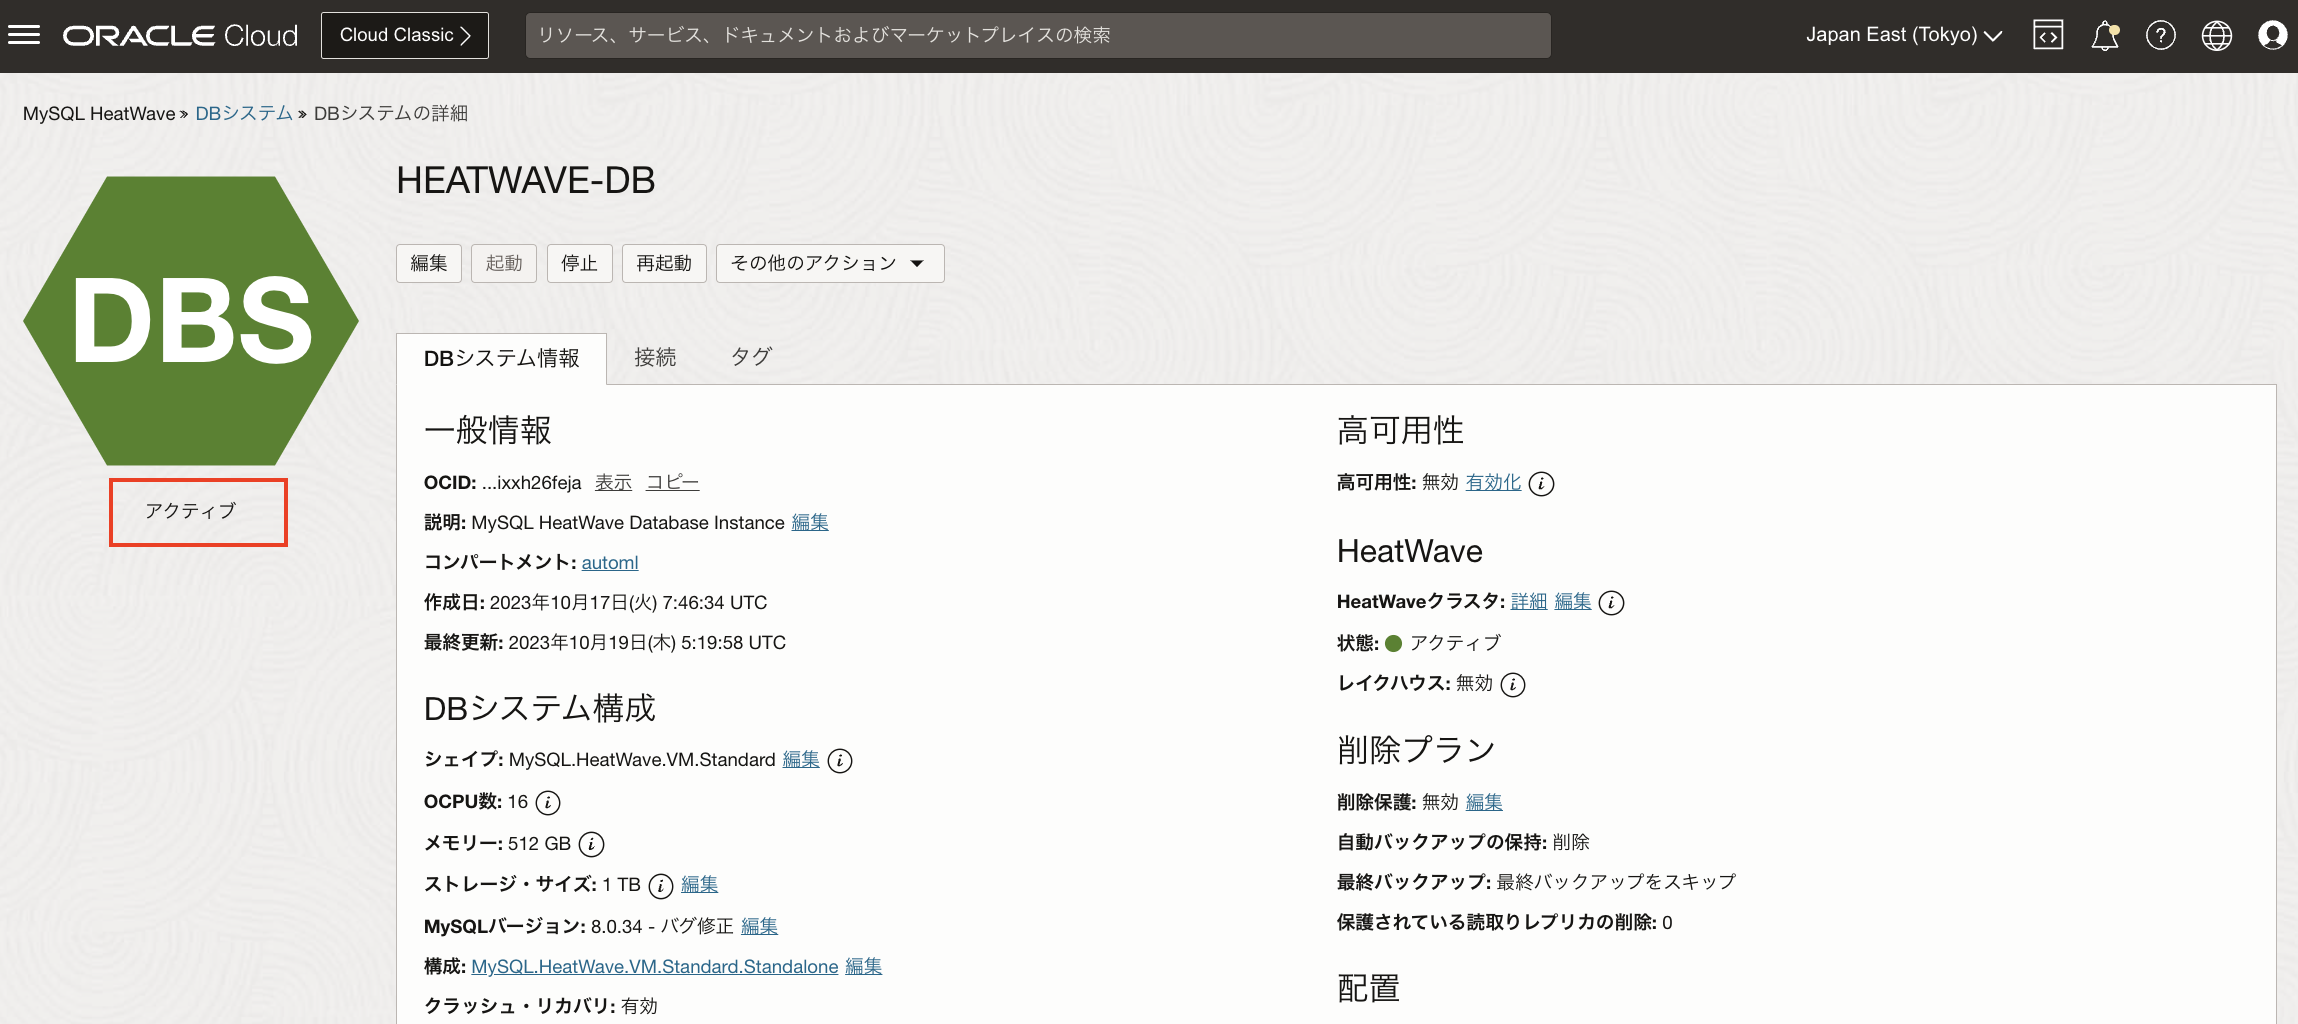 ORACLE Cloud
Cloud Classic
リソース、サービス、ドキュメントおよびマーケットプレイスの検索
Japan East (Tokyo)
MySQL HeatWave » DBシステム » DBシステムの詳細
DBS
アクティブ
HEATWAVE-DB
編集 起動 停止 再起動 その他のアクション
DBシステム情報 接続 タグ
一般情報
OCID: ...ixxh26feja 表示 コピー
説明: MySQL HeatWave Database Instance 編集
コンパートメント: automl
作成日: 2023年10月17日(火) 7:46:34 UTC
最終更新: 2023年10月19日(木) 5:19:58 UTC
DBシステム構成
シェイプ: MySQL.HeatWave.VM.Standard 編集
OCPU数: 16
メモリー: 512 GB
ストレージ・サイズ: 1 TB 編集
MySQLバージョン: 8.0.34 - バグ修正 編集
構成: MySQL.HeatWave.VM.Standard.Standalone 編集
クラッシュ・リカバリ: 有効
高可用性
高可用性: 無効 有効化
HeatWave
HeatWaveクラスタ: 詳細 編集
状態: アクティブ
レイクハウス: 無効
削除プラン
削除保護: 無効 編集
自動バックアップの保持: 削除
最終バックアップ: 最終バックアップをスキップ
保護されている読取りレプリカの削除: 0
配置